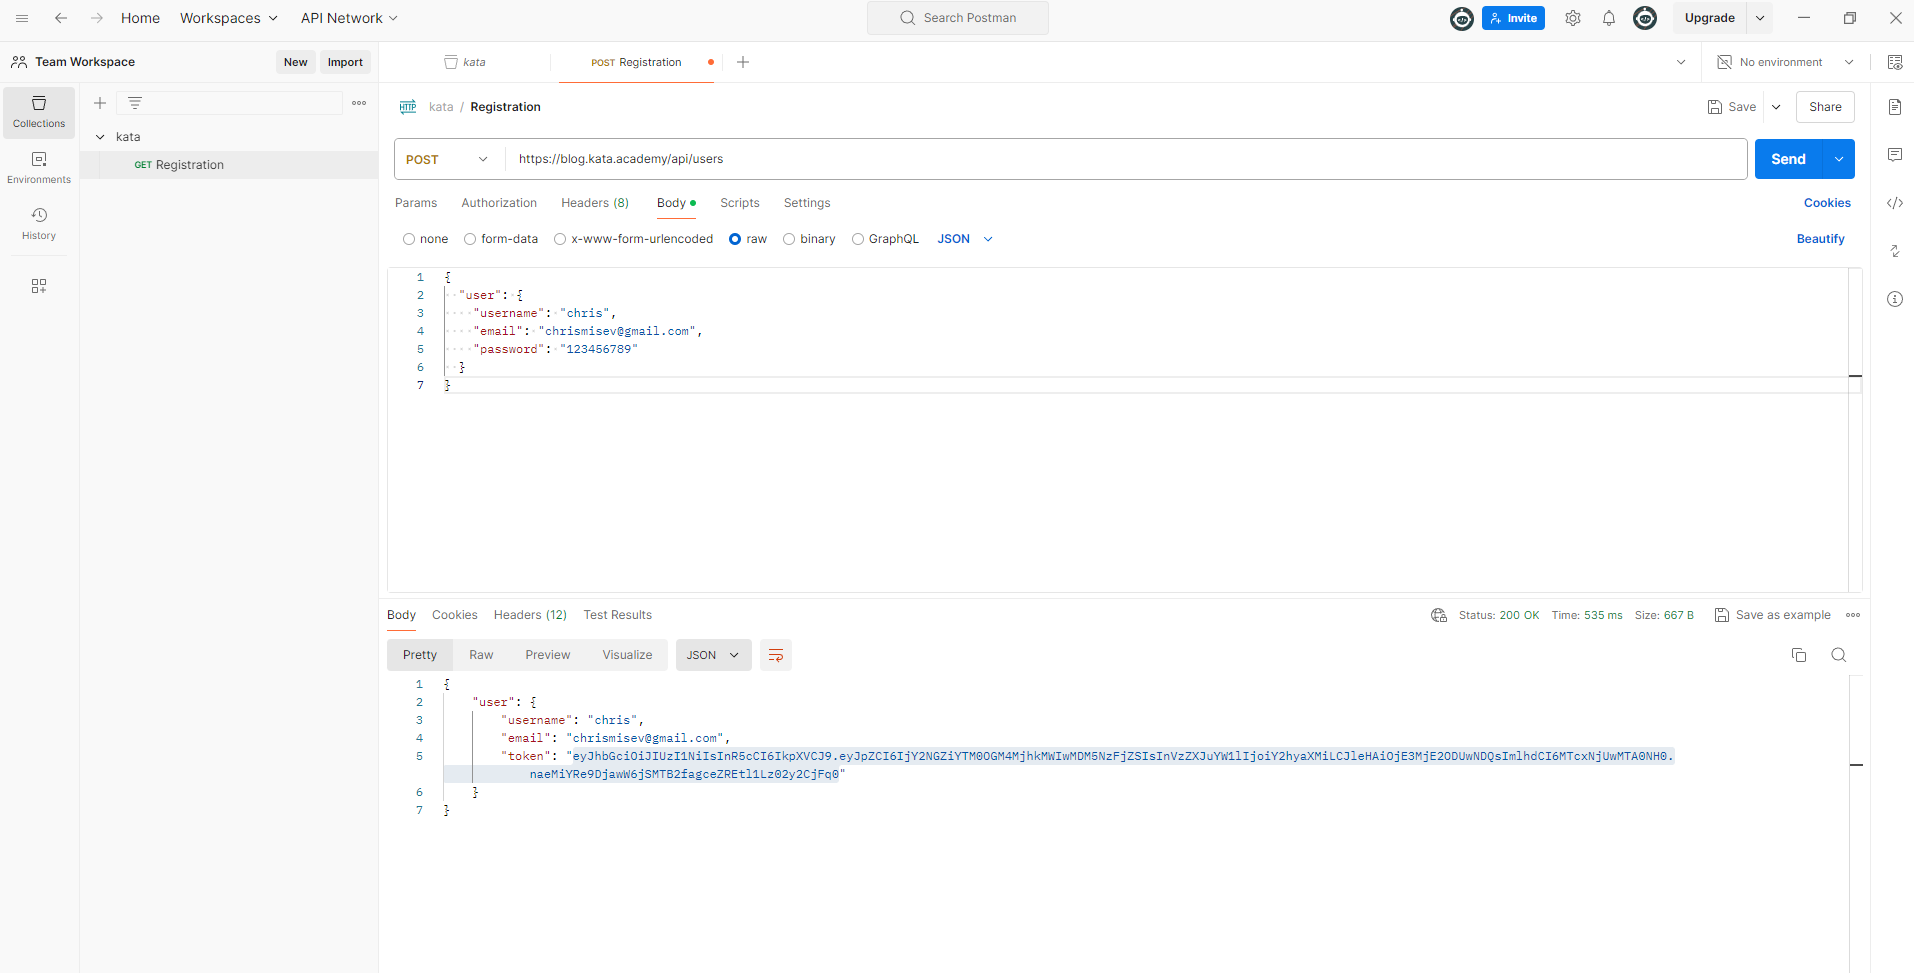 Home Workspaces API Network Search Postman Invite Upgrade
Team Workspace New Import kata POST Registration No environment
Collections
Environments
History
kata
GET Registration
kata / Registration Save Share
POST https://blog.kata.academy/api/users Send
Params Authorization Headers (8) Body Scripts Settings Cookies
none form-data x-www-form-urlencoded raw binary GraphQL JSON Beautify
1 {
2 "user": {
3 "username": "chris",
4 "email": "chrismisev@gmail.com",
5 "password": "123456789"
6 }
7 }
Body Cookies Headers (12) Test Results Status: 200 OK Time: 535 ms Size: 667 B Save as example
Pretty Raw Preview Visualize JSON
1 {
2 "user": {
3 "username": "chris",
4 "email": "chrismisev@gmail.com",
5 "token": "eyJhbGciOiJIUzI1NiIsInR5cCI6IkpXVCJ9.eyJpZCI6IjY2NGZiYTM0OGM4MjhkMWIwMDM5NzFjZSIsInVzZXJuYW1lIjoiY2hyaXMiLCJleHAiOjE3MjE2ODUwNDQsImlhdCI6MTcxNjUwMTA0NH0.
naeMiYRe9DjawW6jSMTB2fagceZREtl1Lz02y2CjFq0"
6 }
7 }